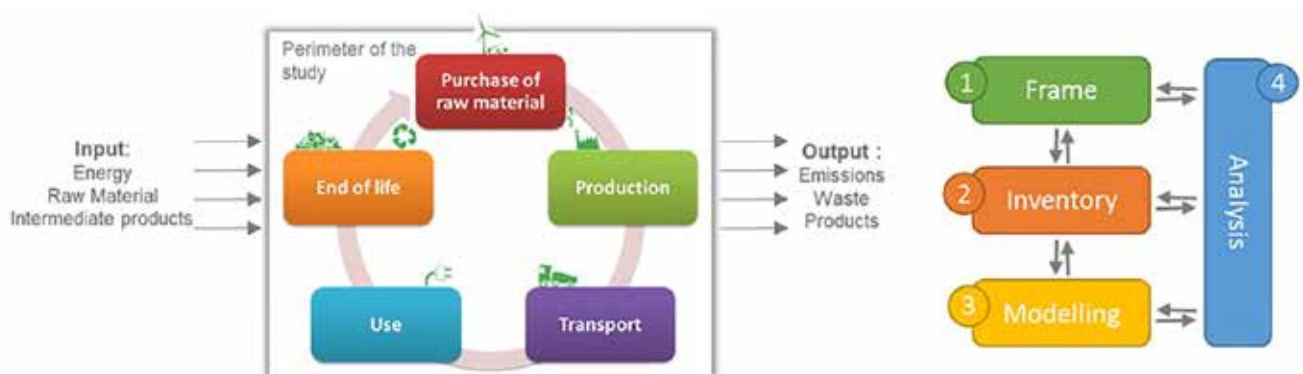 Perimeter of the
study
Purchase of
raw material
Input:
Energy
Raw Material
Intermediate products
End of life
Production
Use
Transport
Output :
Emissions
Waste
Products
1
Frame
2
Inventory
3
Modelling
4
Analysis